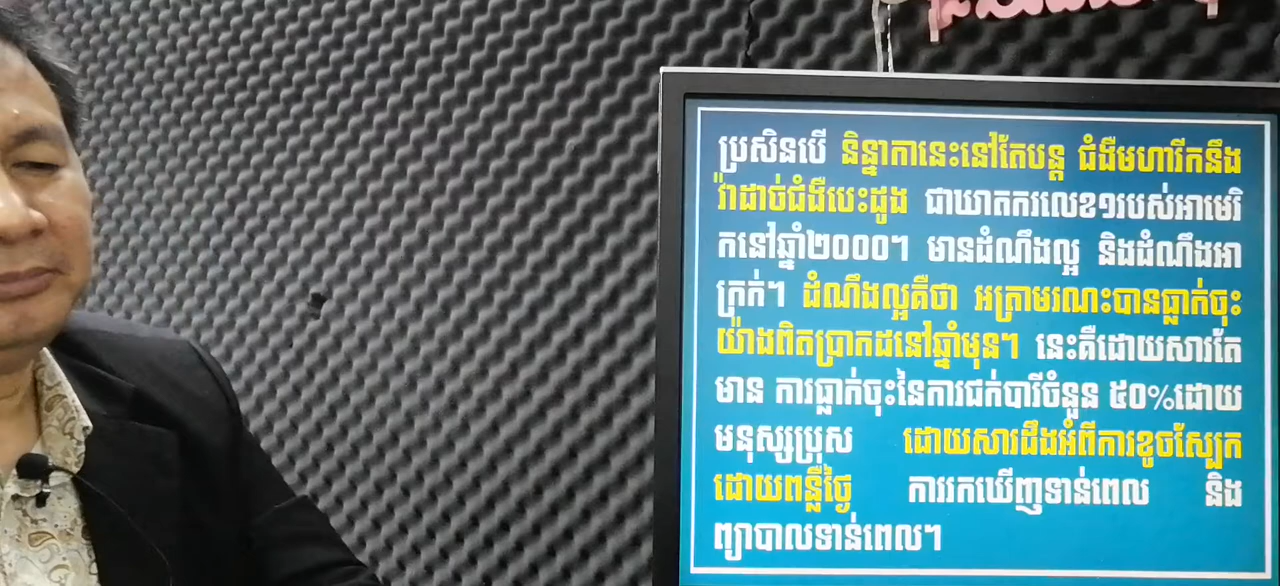 ប្រសិនបើ និន្នាការនេះនៅតែបន្ត ជំងឺមហារីកនឹង
វ៉ាដាច់ជំងឺបេះដូង ជាឃាតករលេខ១របស់អាមេរិ
កនៅឆ្នាំ២០០០។ មានដំណឹងល្អ និងដំណឹងអា
ក្រក់។ ដំណឹងល្អគឺថា អត្រាមរណះបានធ្លាក់ចុះ
យ៉ាងពិតប្រាកដនៅឆ្នាំមុន។ នេះគឺដោយសារតែ
មាន ការធ្លាក់ចុះនៃការជក់បារីចំនួន ៥០%ដោយ
មនុស្សប្រុស ដោយសារដឹងអំពីការខូចស្បែក
ដោយពន្លឺថ្ងៃ ការរកឃើញទាន់ពេល និង
ព្យាបាលទាន់ពេល។